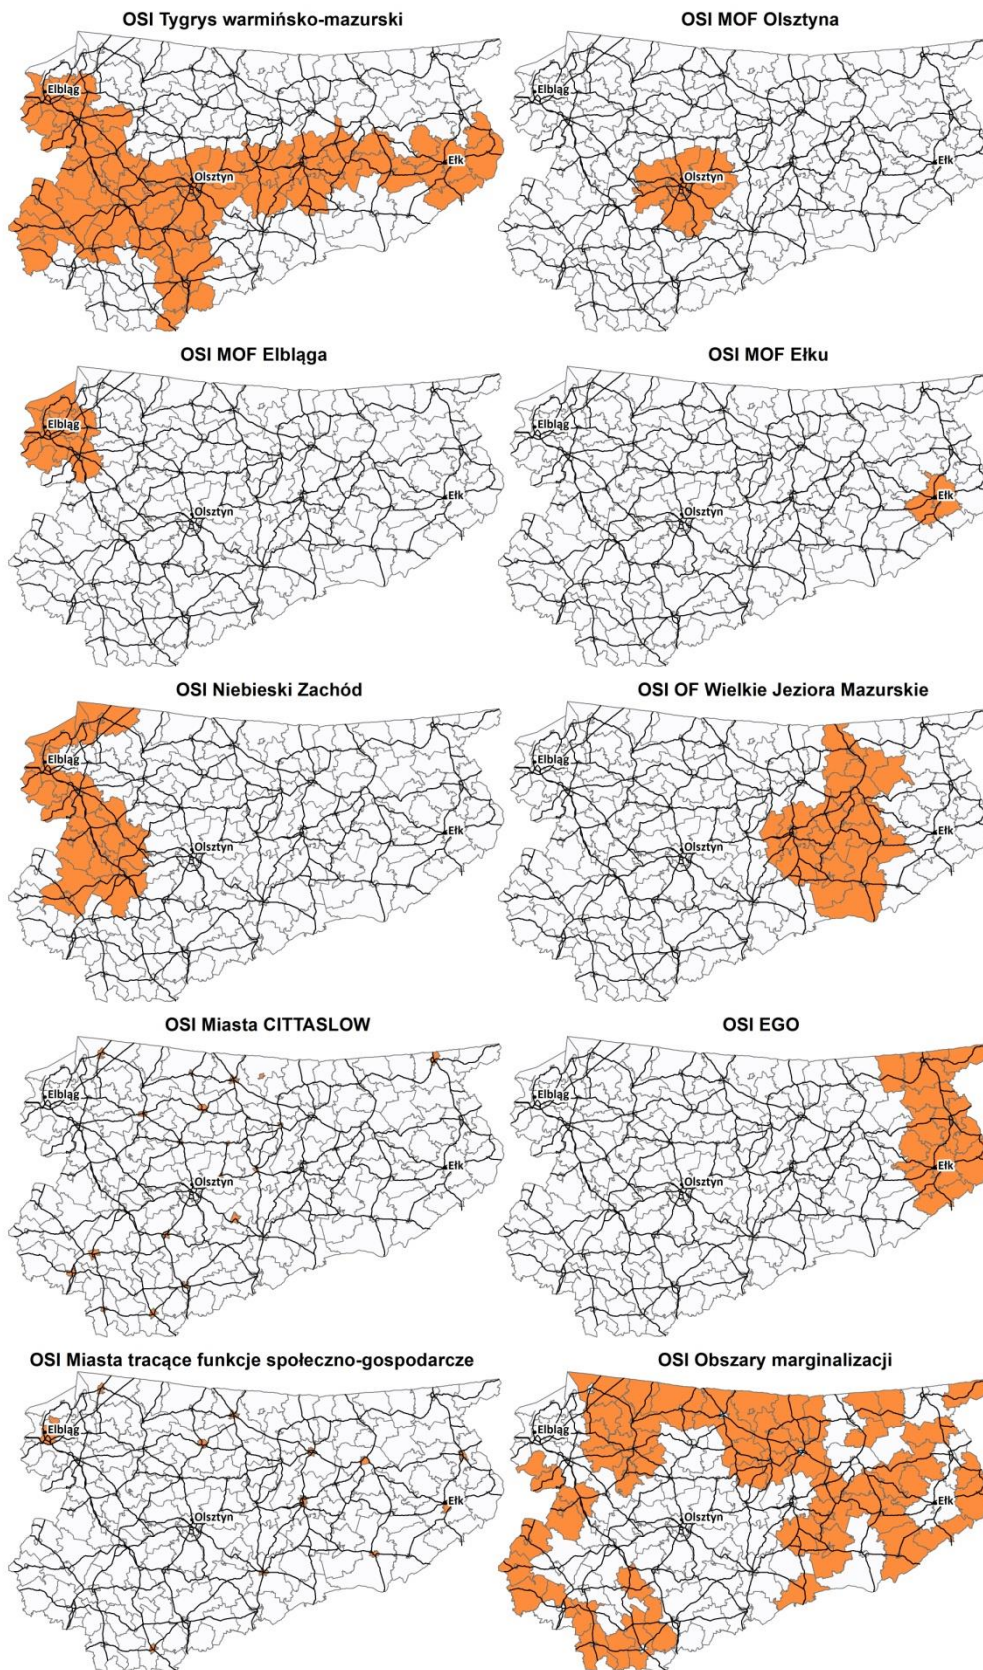 OSI Tygrys warmińsko-mazurski
Elbląg
Olsztyn
Ełk
OSI MOF Olsztyna
Elbląg
Olsztyn
Ełk
OSI MOF Elbląga
Elbląg
Olsztyn
Ełk
OSI MOF Ełku
Elbląg
Olsztyn
Ełk
OSI Niebieski Zachód
Elbląg
Olsztyn
Ełk
OSI OF Wielkie Jeziora Mazurskie
Elbląg
Olsztyn
Ełk
OSI Miasta CITTASLOW
Elbląg
Olsztyn
Ełk
OSI EGO
Elbląg
Olsztyn
Ełk
OSI Miasta tracące funkcje społeczno-gospodarcze
Elbląg
Olsztyn
Ełk
OSI Obszary marginalizacji
Elbląg
Olsztyn
Ełk